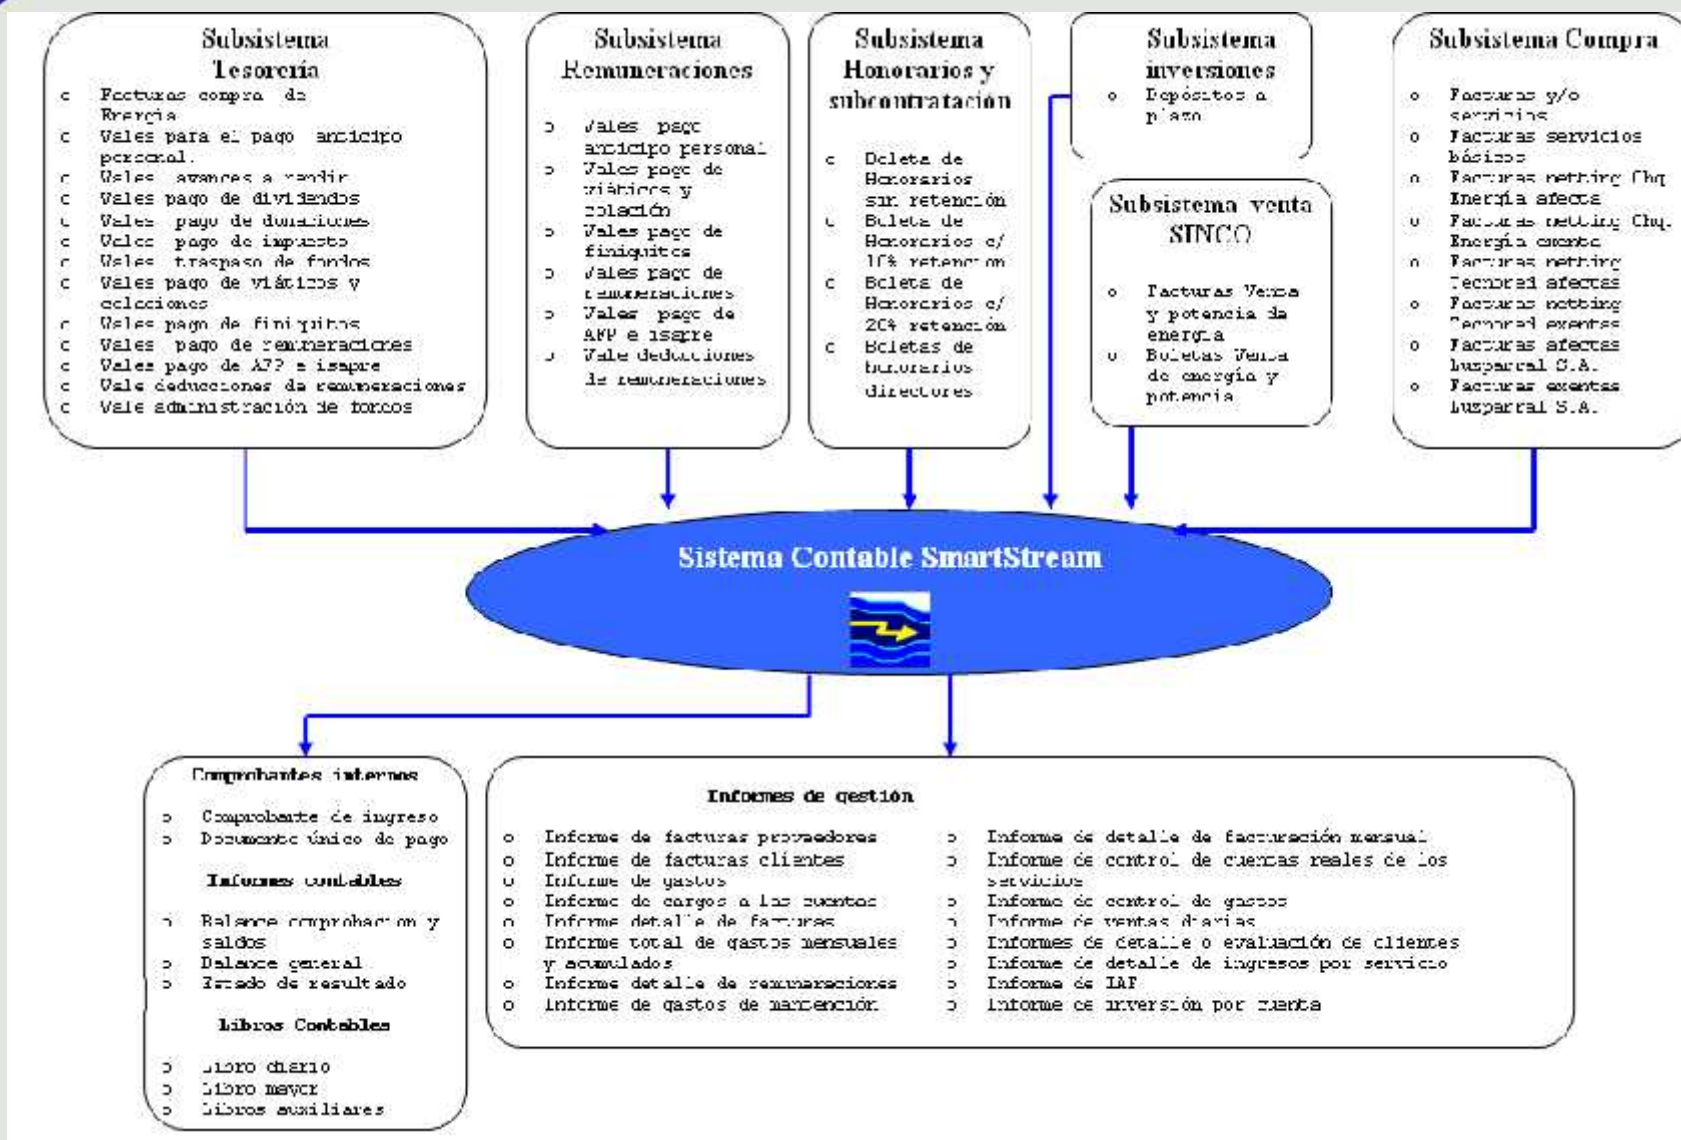 Subsistema
Tesorería
o Facturas compra de
Energía
o Vales para el pago anticipo
personal.
o Vales avances a rendir
o Vales pago de dividendos
o Vales pago de donaciones
o Vales pago de impuesto
o Vales traspaso de fondos
o Vales pago de viáticos y
colaciones
o Vales pago de finiquitos
o Vales pago de remuneraciones
o Vales pago de AFP e isapre
o Vale deducciones de remuneraciones
o Vale administración de fondos
Subsistema
Remuneraciones
o Vales pago
anticipo personal
o Vales pago de
viáticos y
colación
o Vales pago de
finiquitos
o Vales pago de
remuneraciones
o Vales pago de
AFP e isapre
o Vale deducciones
de remuneraciones
Subsistema
Honorarios y
subcontratación
o Boleta de
Honorarios
sin retención
o Boleta de
Honorarios c/
10% retención
o Boleta de
Honorarios c/
20% retención
o Boletas de
honorarios
directores
Subsistema
inversiones
o Depósitos a
plazo
Subsistema venta
SINCO
o Facturas Venta
y potencia de
energía
o Boletas Venta
de energía y
potencia
Subsistema Compra
o Facturas y/o
servicios
o Facturas servicios
básicos
o Facturas netting Chq.
Energía afecta
o Facturas netting Chq.
Energía exenta
o Facturas netting
Tecnored afectas
o Facturas netting
Tecnored exentas
o Facturas afectas
Luzparral S.A.
o Facturas exentas
Luzparral S.A.
Sistema Contable SmartStream
Comprobantes internos
o Comprobante de ingreso
o Documento único de pago
Informes contables
o Balance comprobación y
saldos
o Balance general
o Estado de resultado
Libros Contables
o Libro diario
o Libro mayor
o Libros auxiliares
Informes de gestión
o Informe de facturas proveedores
o Informe de facturas clientes
o Informe de gastos
o Informe de cargos a las cuentas
o Informe detalle de facturas
o Informe total de gastos mensuales
y acumulados
o Informe detalle de remuneraciones
o Informe de gastos de mantención
o Informe de detalle de facturación mensual
o Informe de control de cuentas reales de los
servicios
o Informe de control de gastos
o Informe de ventas diarias
o Informes de detalle o evaluación de clientes
o Informe de detalle de ingresos por servicio
o Informe de
o Informe de inversión por cuenta